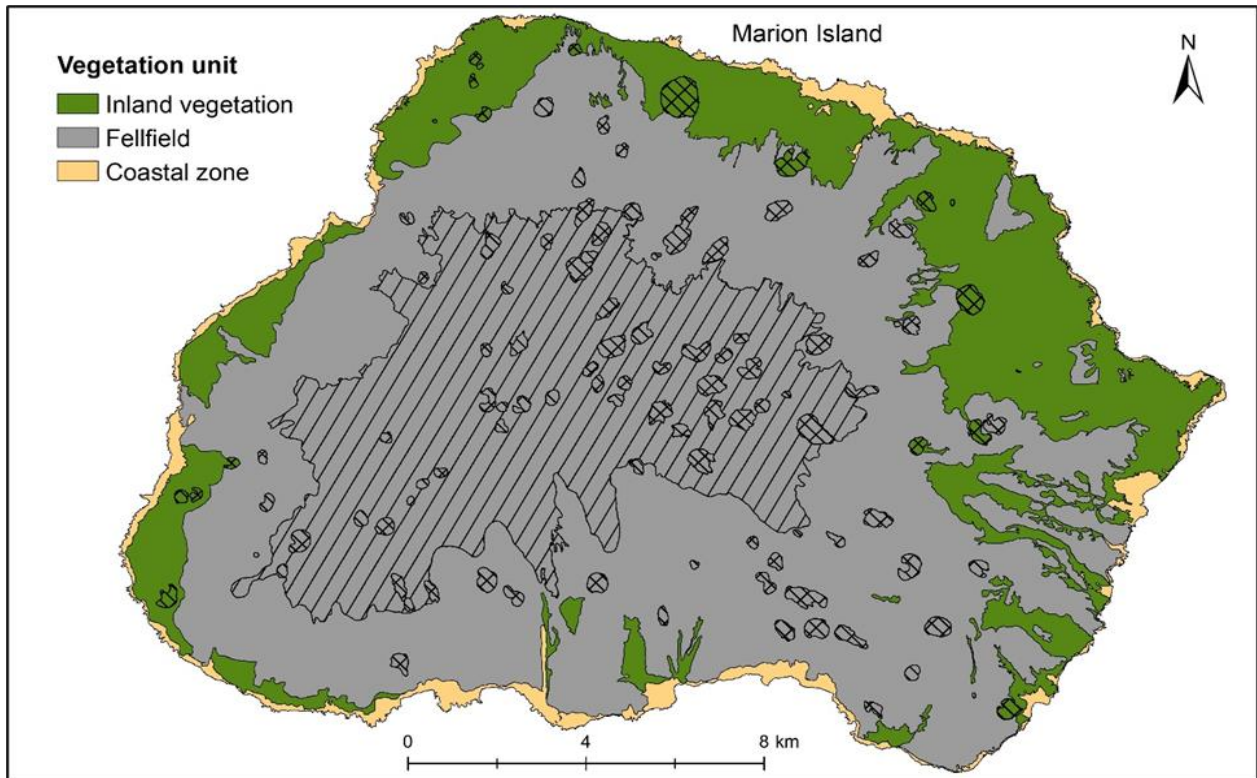 Marion Island
N
Vegetation unit
Inland vegetation
Fellfield
Coastal zone
0 4 8 km